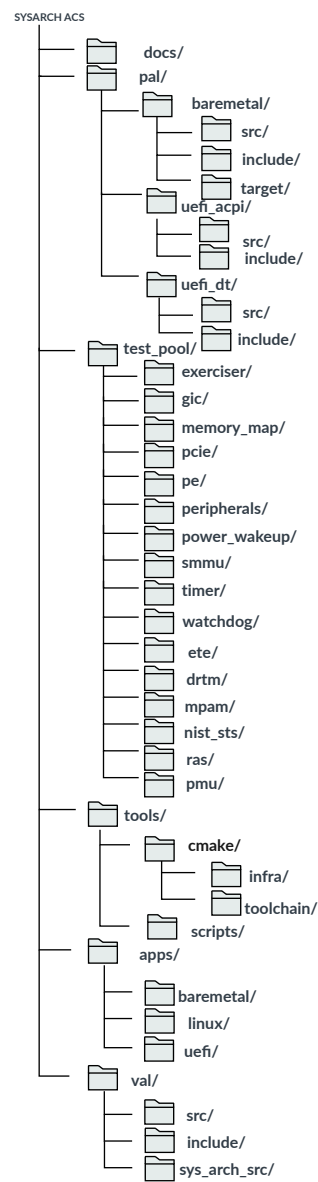 SYSARCH ACS
docs/
pal/
baremetal/
src/
include/
target/
uefi_acpi/
src/
include/
uefi_dt/
src/
include/
test_pool/
exerciser/
gic/
memory_map/
pcie/
pe/
peripherals/
power_wakeup/
smmu/
timer/
watchdog/
ete/
drtm/
mpam/
nist_sts/
ras/
pmu/
tools/
cmake/
infra/
toolchain/
scripts/
apps/
baremetal/
linux/
uefi/
val/
src/
include/
sys_arch_src/